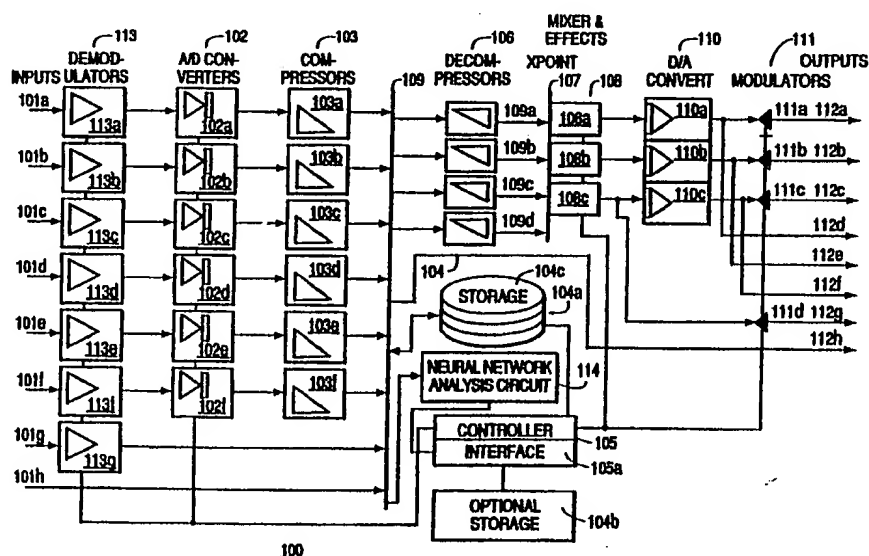 113
DEMOD-
ULATORS
102
A/D CON-
VERTERS
103
COM-
PRESSORS
106
DECOM-
PRESSORS
MIXER &
EFFECTS
XPOINT
107
108
110
D/A
CONVERT
111
MODULATORS
OUTPUTS
INPUTS
109
101a
113a
102a
103a
109a
108a
110a
111a 112a
101b
113b
102b
103b
109b
108b
110b
111b 112b
101c
113c
102c
103c
109c
108c
110c
111c 112c
109d
112d
101d
113d
102d
103d
104
104c
STORAGE
104a
112e
112f
101e
113e
102e
103e
111d 112g
112h
101f
113f
102f
103f
NEURAL NETWORK
ANALYSIS CIRCUIT
114
101g
113g
CONTROLLER
105
INTERFACE
105a
101h
OPTIONAL
STORAGE
104b
100